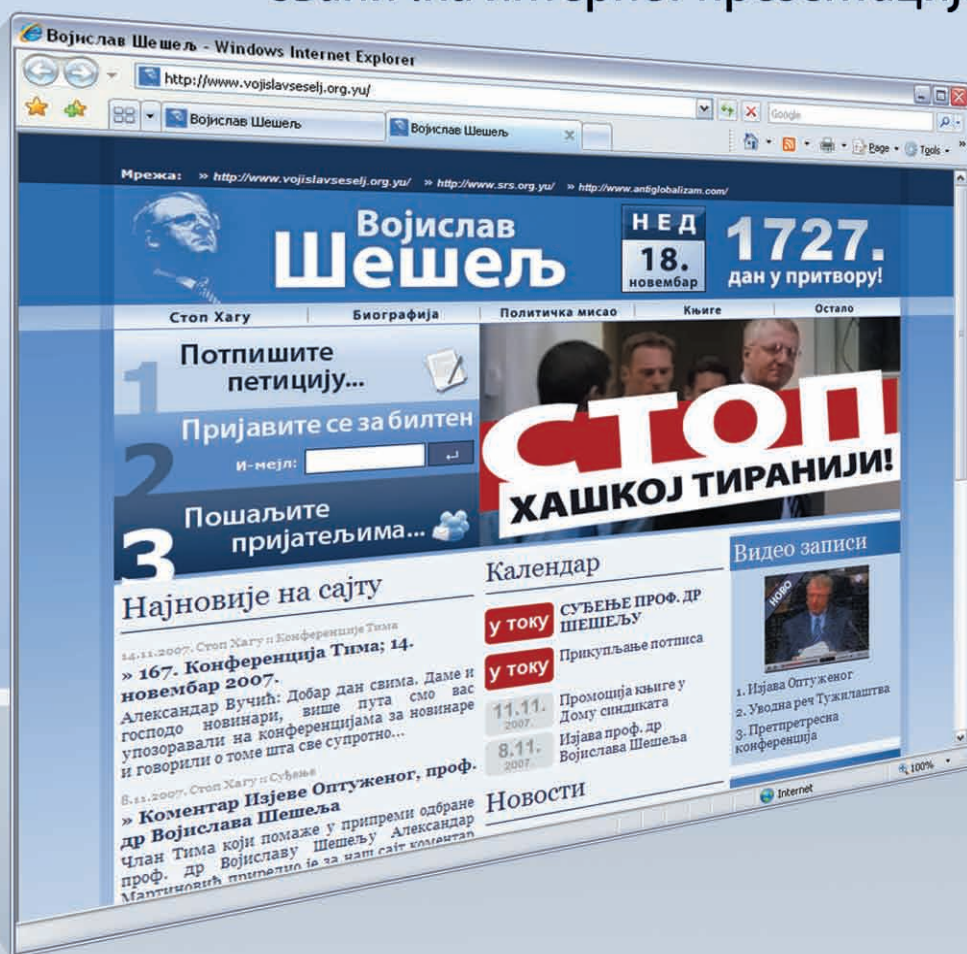 Војислав Шешељ - Windows Internet Explorer
http://www.vojislavseselj.org.yu/
Google
Војислав Шешељ
Војислав Шешељ
Page
Tools
Мрежа: » http://www.vojislavseselj.org.yu/ » http://www.srs.org.yu/ » http://www.antiglobalizam.com/
Војислав
Шешељ
НЕД
18.
новембар
1727.
дан у притвору!
Стоп Хагу
Биографија
Политичка мисао
Књиге
Остало
1
Потпишите
петицију...
2
Пријавите се за билтен
И-мејл:
3
Пошаљите
пријатељима...
СТОП
ХАШКОЈ ТИРАНИЈИ!
Најновије на сајту
14.11.2007. Стоп Хагу :: Конференције Тима
» 167. Конференција Тима; 14.
новембар 2007.
Александар Вучић: Добар дан свима. Даме и
господо новинари, више пута смо вас
упозоравали на конференцијама за новинаре
и говорили о томе шта све супротно...
8.11.2007. Стоп Хагу :: Суђење
» Коментар Изјеве Оптуженог, проф.
др Војислава Шешеља
Члан Тима који помаже у припреми одбране
проф. др Војиславу Шешељу Александар
Мартиновић приредио је за наш сајт коментар
Календар
у току
СУЂЕЊЕ ПРОФ. ДР
ШЕШЕЉУ
у току
Прикупљање потписа
11.11.
2007.
Промоција књиге у
Дому синдиката
8.11.
2007.
Изјава проф. др
Војислава Шешеља
Новости
Видео записи
НОВО
1. Изјава Оптуженог
2. Уводна реч Тужилаштва
3. Претпретресна
конференција
Internet
100%